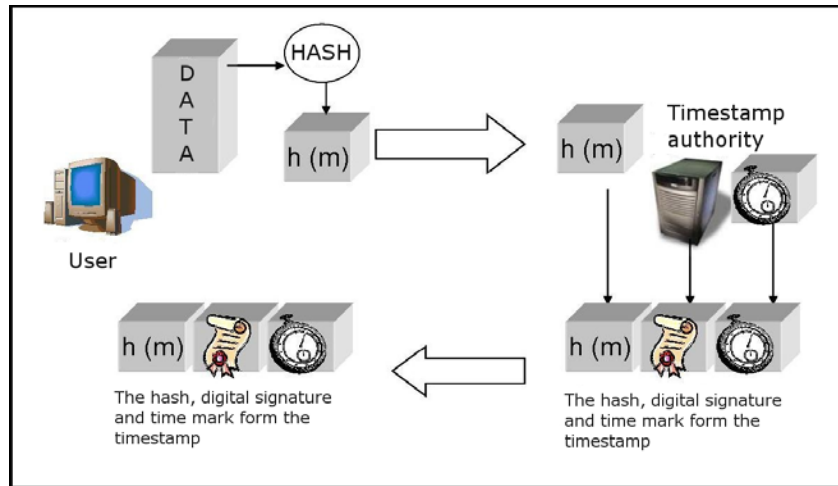 D
A
T
A
HASH
h (m)
User
h (m)
Timestamp
authority
h (m)
The hash, digital signature
and time mark form the
timestamp
h (m)
The hash, digital signature
and time mark form the
timestamp